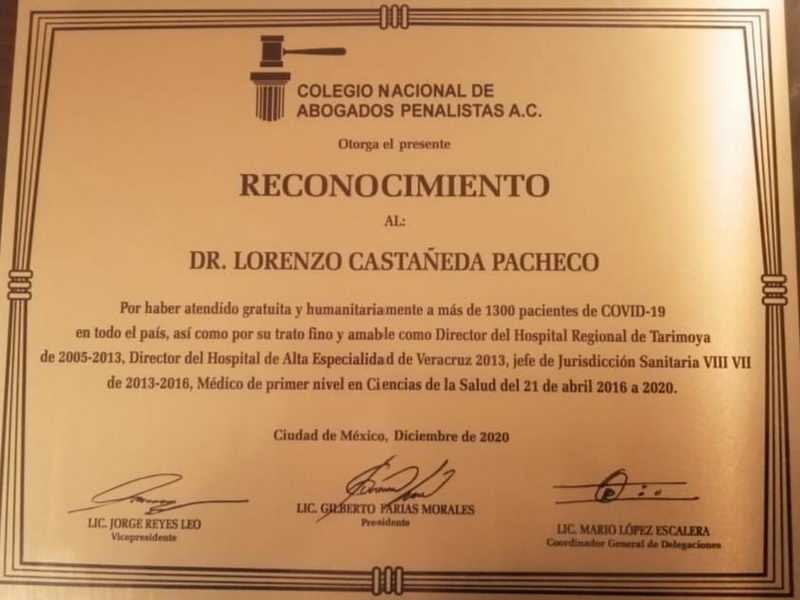 COLEGIO NACIONAL DE
ABOGADOS PENALISTAS A.C.
Otorga el presente
RECONOCIMIENTO
AL:
DR. LORENZO CASTAÑEDA PACHECO
Por haber atendido gratuita y humanitariamente a más de 1300 pacientes de COVID-19
en todo el país, así como por su trato fino y amable como Director del Hospital Regional de Tarimoya
de 2005-2013, Director del Hospital de Alta Especialidad de Veracruz 2013, jefe de Jurisdicción Sanitaria VIII VII
de 2013-2016, Médico de primer nivel en Ciencias de la Salud del 21 de abril 2016 a 2020.
Ciudad de México, Diciembre de 2020
LIC. JORGE REYES LEO
Vicepresidente
LIC. GILBERTO FARIAS MORALES
Presidente
LIC. MARIO LÓPEZ ESCALERA
Coordinador General de Delegaciones